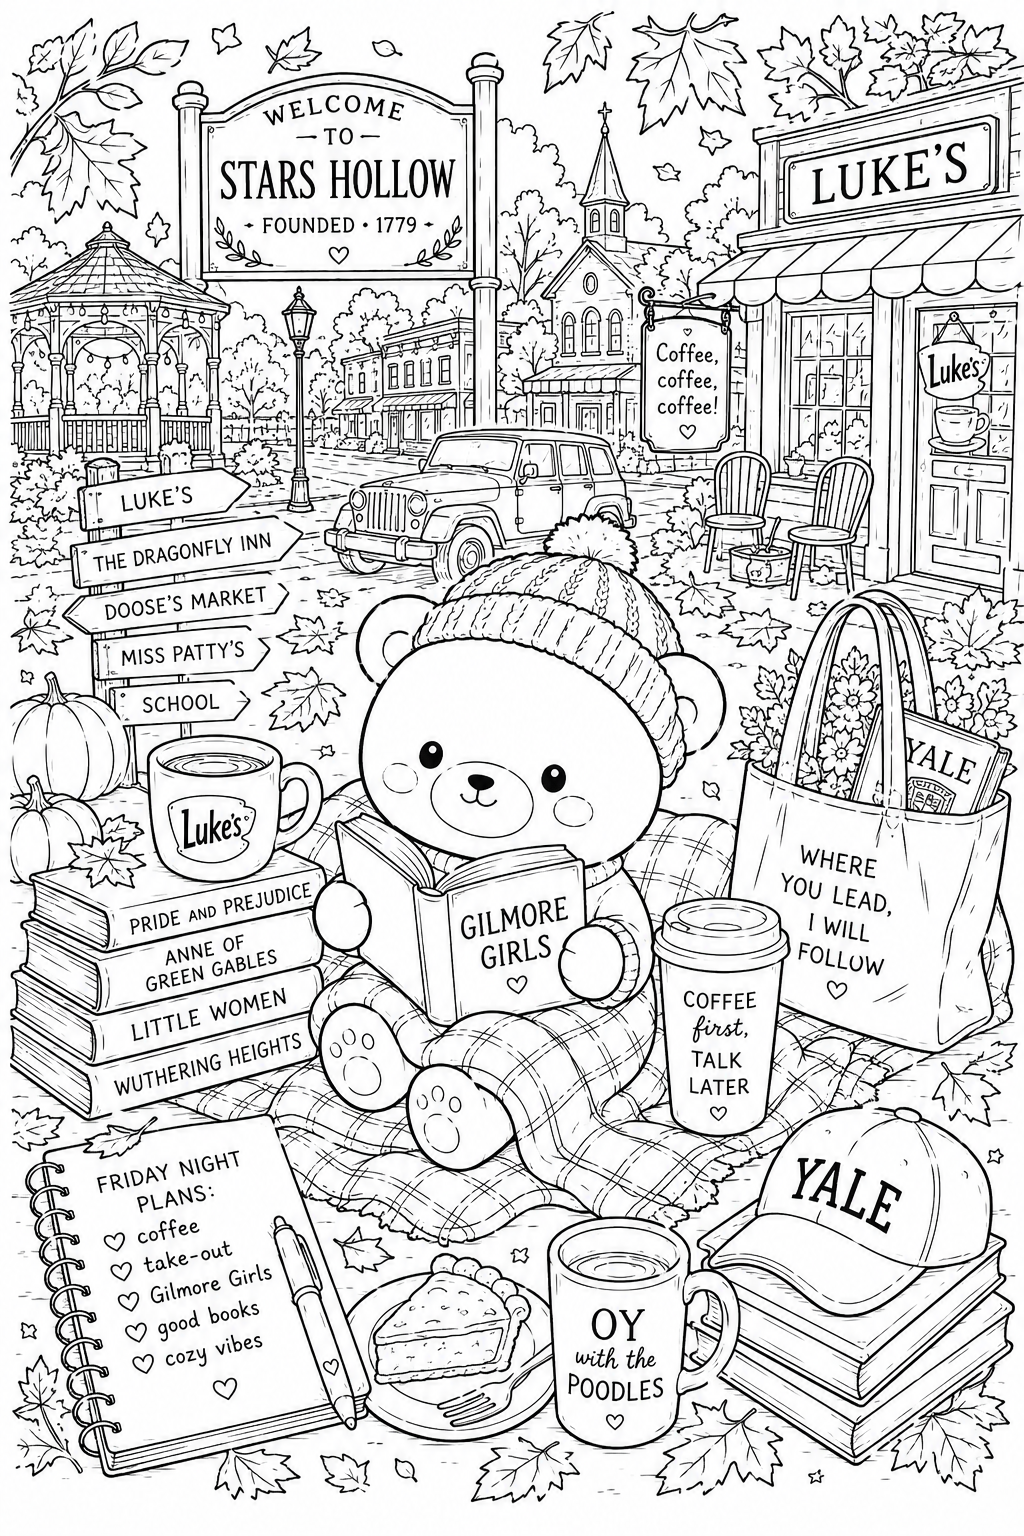 WELCOME
TO
STARS HOLLOW
FOUNDED • 1779
LUKE'S
Coffee,
coffee,
coffee!
Luke's
LUKE'S
THE DRAGONFLY INN
DOOSE'S MARKET
MISS PATTY'S
SCHOOL
YALE
Luke's
WHERE
YOU LEAD,
I WILL
FOLLOW
PRIDE AND PREJUDICE
ANNE OF
GREEN GABLES
LITTLE WOMEN
WUTHERING HEIGHTS
GILMORE
GIRLS
COFFEE
first,
TALK
LATER
FRIDAY NIGHT
PLANS:
coffee
take-out
Gilmore Girls
good books
cozy vibes
YALE
OY
with the
POODLES